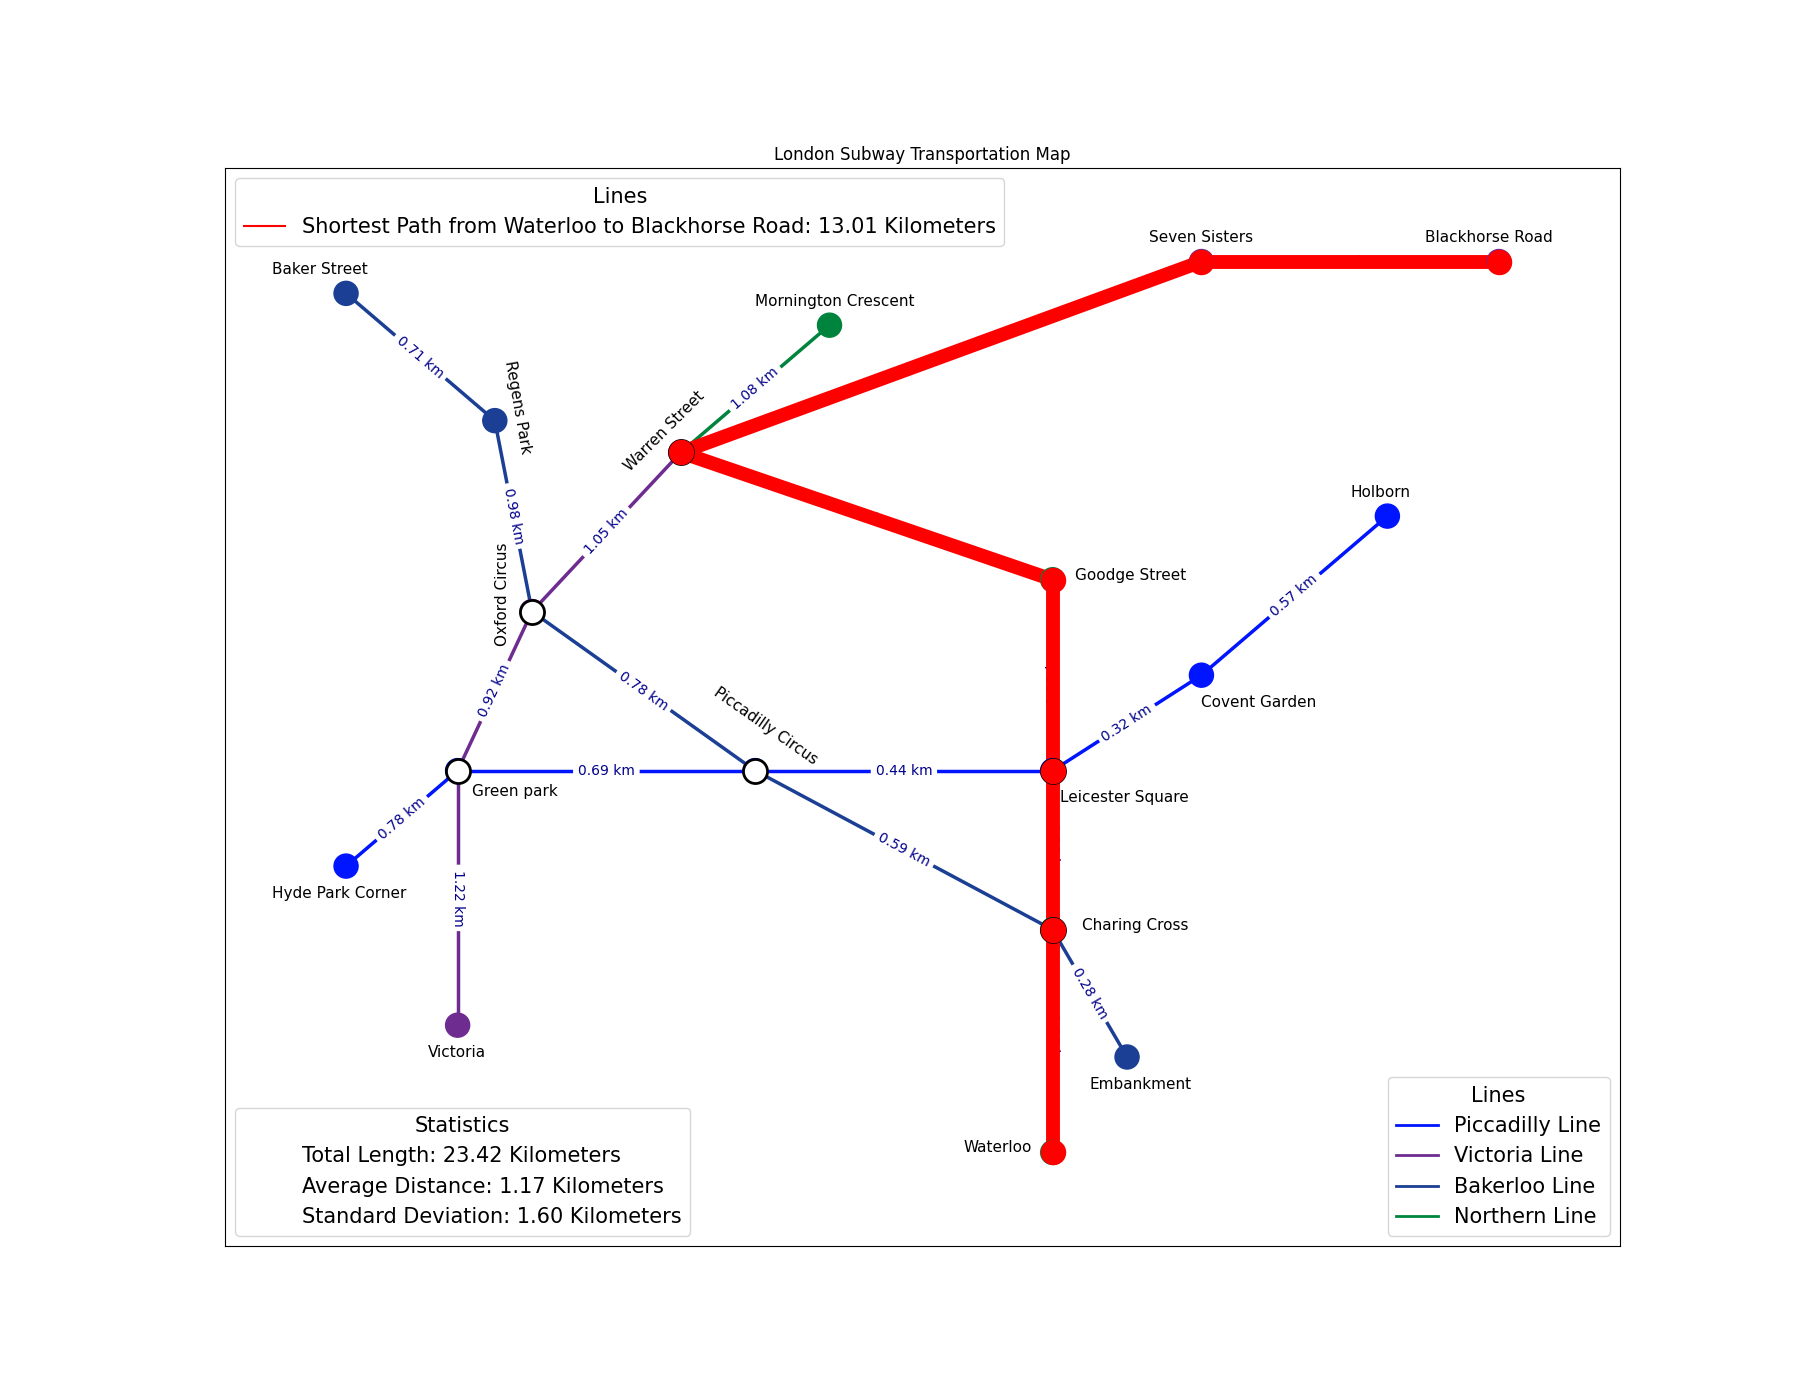 London Subway Transportation Map
Lines
Shortest Path from Waterloo to Blackhorse Road: 13.01 Kilometers
Seven Sisters
Blackhorse Road
Baker Street
Mornington Crescent
0.71 km
Regens Park
1.08 km
Warren Street
Holborn
0.98 km
1.05 km
Oxford Circus
Goodge Street
0.57 km
0.92 km
0.78 km
Piccadilly Circus
Covent Garden
0.32 km
0.69 km
0.44 km
Green park
Leicester Square
0.78 km
0.59 km
Hyde Park Corner
1.22 km
Charing Cross
0.28 km
Victoria
Embankment
Waterloo
Statistics
Total Length: 23.42 Kilometers
Average Distance: 1.17 Kilometers
Standard Deviation: 1.60 Kilometers
Lines
Piccadilly Line
Victoria Line
Bakerloo Line
Northern Line